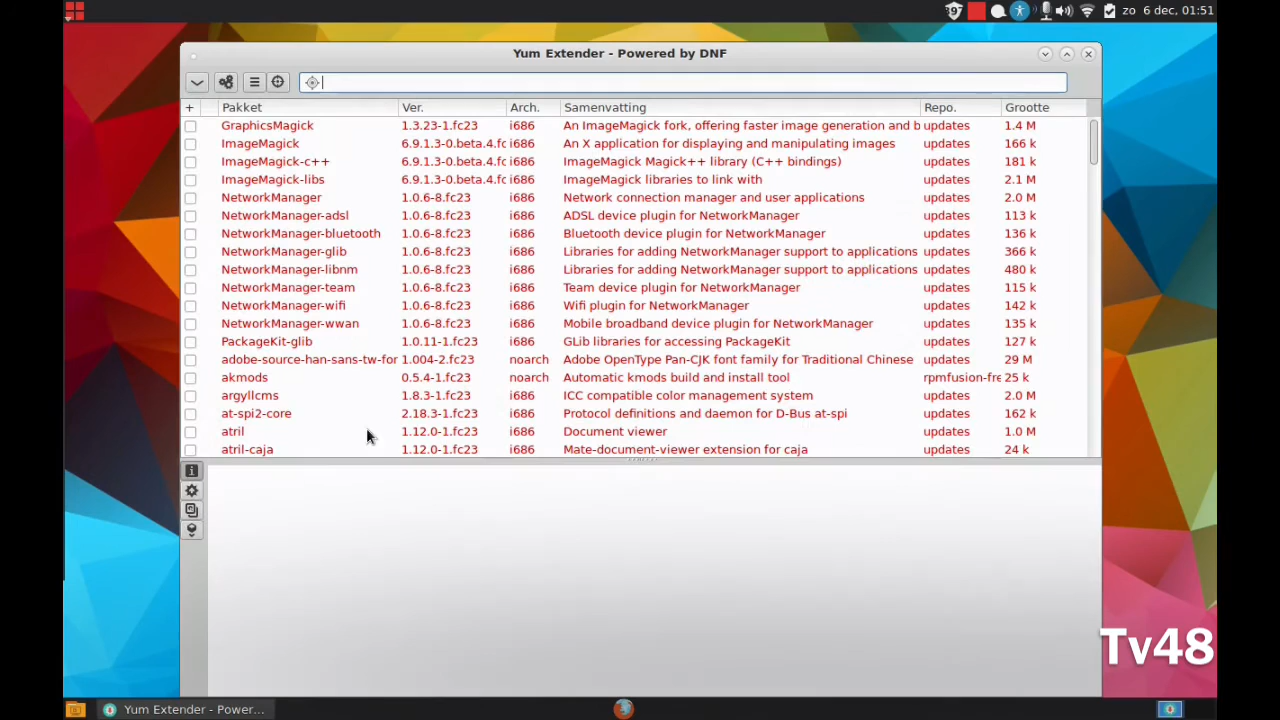 397 zo 6 dec, 01:51
Yum Extender - Powered by DNF
+ Pakket Ver. Arch. Samenvatting Repo. Grootte
GraphicsMagick 1.3.23-1.fc23 i686 An ImageMagick fork, offering faster image generation and b updates 1.4 M
ImageMagick 6.9.1.3-0.beta.4.fc i686 An X application for displaying and manipulating images updates 166 k
ImageMagick-c++ 6.9.1.3-0.beta.4.fc i686 ImageMagick Magick++ library (C++ bindings) updates 181 k
ImageMagick-libs 6.9.1.3-0.beta.4.fc i686 ImageMagick libraries to link with updates 2.1 M
NetworkManager 1.0.6-8.fc23 i686 Network connection manager and user applications updates 2.0 M
NetworkManager-adsl 1.0.6-8.fc23 i686 ADSL device plugin for NetworkManager updates 113 k
NetworkManager-bluetooth 1.0.6-8.fc23 i686 Bluetooth device plugin for NetworkManager updates 136 k
NetworkManager-glib 1.0.6-8.fc23 i686 Libraries for adding NetworkManager support to applications updates 366 k
NetworkManager-libnm 1.0.6-8.fc23 i686 Libraries for adding NetworkManager support to applications updates 480 k
NetworkManager-team 1.0.6-8.fc23 i686 Team device plugin for NetworkManager updates 115 k
NetworkManager-wifi 1.0.6-8.fc23 i686 Wifi plugin for NetworkManager updates 142 k
NetworkManager-wwan 1.0.6-8.fc23 i686 Mobile broadband device plugin for NetworkManager updates 135 k
PackageKit-glib 1.0.11-1.fc23 i686 GLib libraries for accessing PackageKit updates 127 k
adobe-source-han-sans-tw-for 1.004-2.fc23 noarch Adobe OpenType Pan-CJK font family for Traditional Chinese updates 29 M
akmods 0.5.4-1.fc23 noarch Automatic kmods build and install tool rpmfusion-fre 25 k
argyllcms 1.8.3-1.fc23 i686 ICC compatible color management system updates 2.0 M
at-spi2-core 2.18.3-1.fc23 i686 Protocol definitions and daemon for D-Bus at-spi updates 162 k
atril 1.12.0-1.fc23 i686 Document viewer updates 1.0 M
atril-caja 1.12.0-1.fc23 i686 Mate-document-viewer extension for caja updates 24 k
Tv48
Yum Extender - Power...